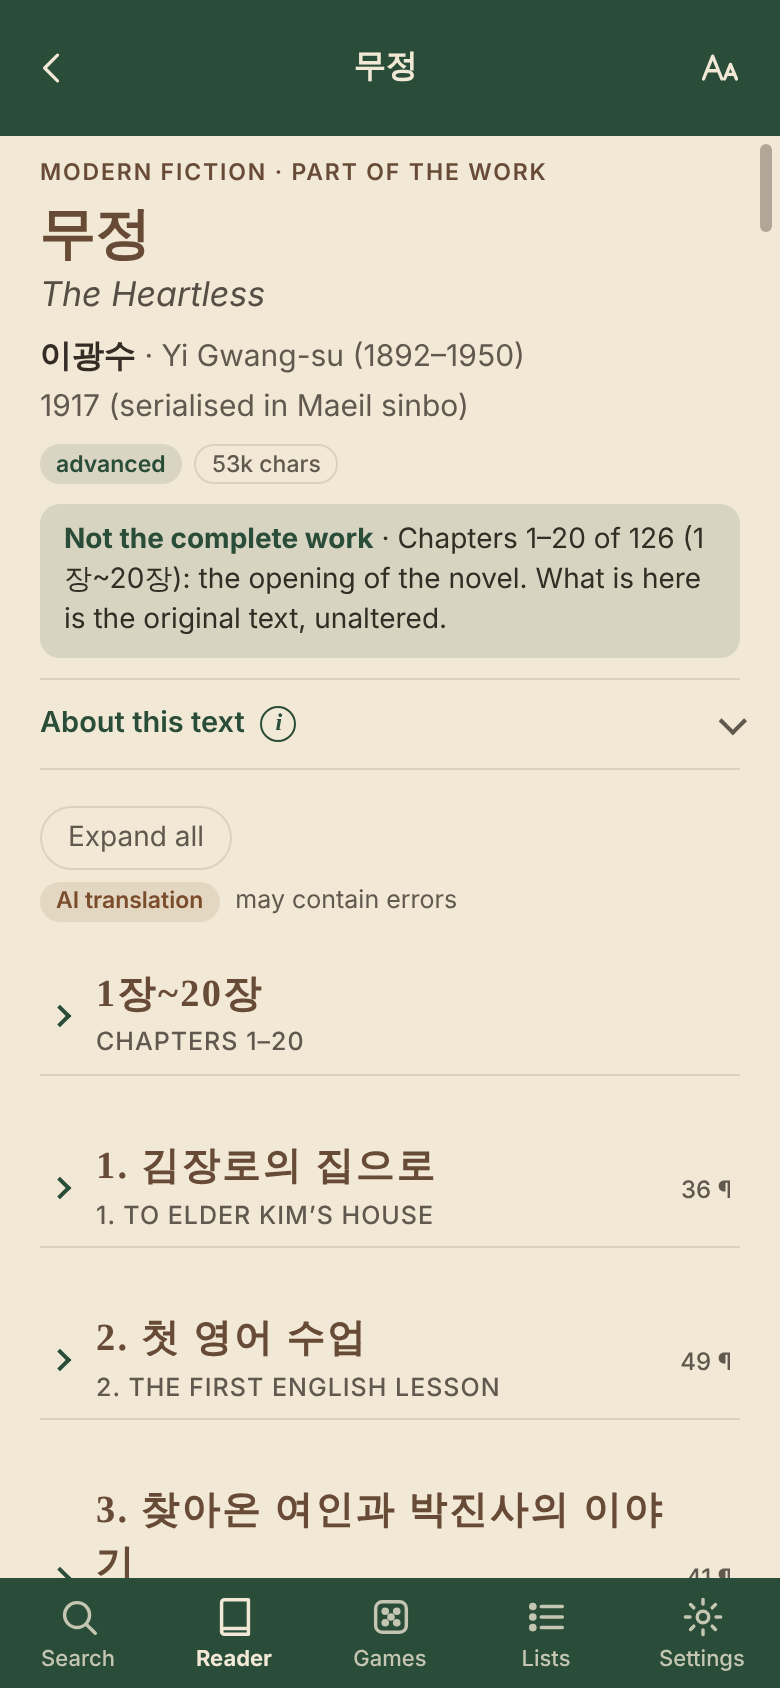 무정
AA
MODERN FICTION · PART OF THE WORK
무정
The Heartless
이광수 · Yi Gwang-su (1892–1950)
1917 (serialised in Maeil sinbo)
advanced 53k chars
Not the complete work · Chapters 1–20 of 126 (1
장~20장): the opening of the novel. What is here
is the original text, unaltered.
About this text i
Expand all
AI translation may contain errors
1장~20장
CHAPTERS 1–20
1. 김장로의 집으로
36 ¶
1. TO ELDER KIM’S HOUSE
2. 첫 영어 수업
49 ¶
2. THE FIRST ENGLISH LESSON
3. 찾아온 여인과 박진사의 이야
기
41 ¶
Search Reader Games Lists Settings